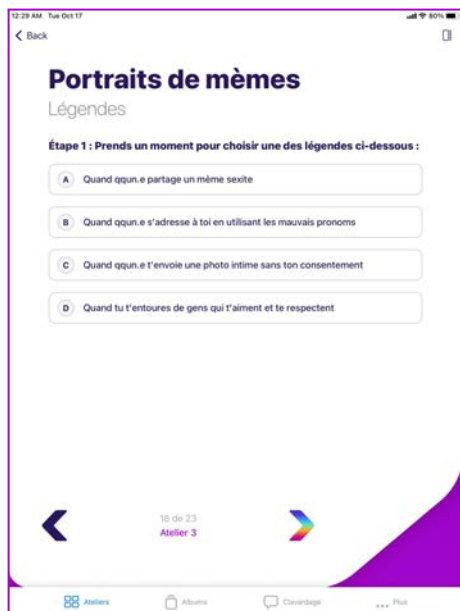 12:29 AM Tue Oct 17
80%
Back
Portraits de mèmes
Légendes
Étape 1 : Prends un moment pour choisir une des légendes ci-dessous :
A Quand qqun.e partage un mème sexite
B Quand qqun.e s'adresse à toi en utilisant les mauvais pronoms
C Quand qqun.e t'envoie une photo intime sans ton consentement
D Quand tu t'entoures de gens qui t'aiment et te respectent
18 de 23
Atelier 3
Ateliers Albums Clavardage Plus